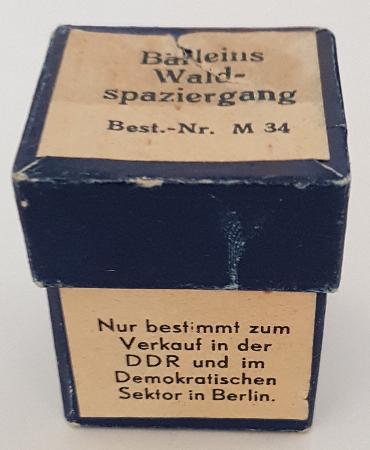 Bärleins
Wald-
spaziergang
Best.-Nr. M 34
Nur bestimmt zum
Verkauf in der
DDR und im
Demokratischen
Sektor in Berlin.